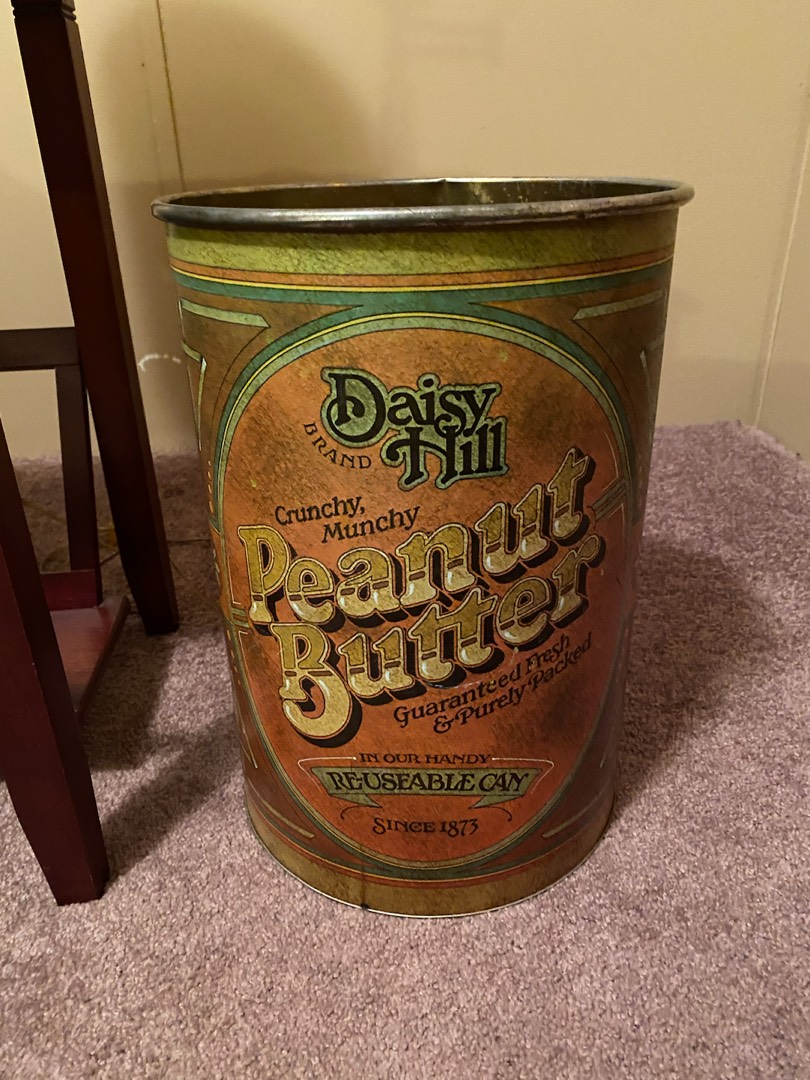 Daisy
Hill
BRAND
Crunchy,
Munchy
Peanut
Butter
Guaranteed Fresh
& Purely Packed
IN OUR HANDY
RE-USEABLE CAN
SINCE 1873